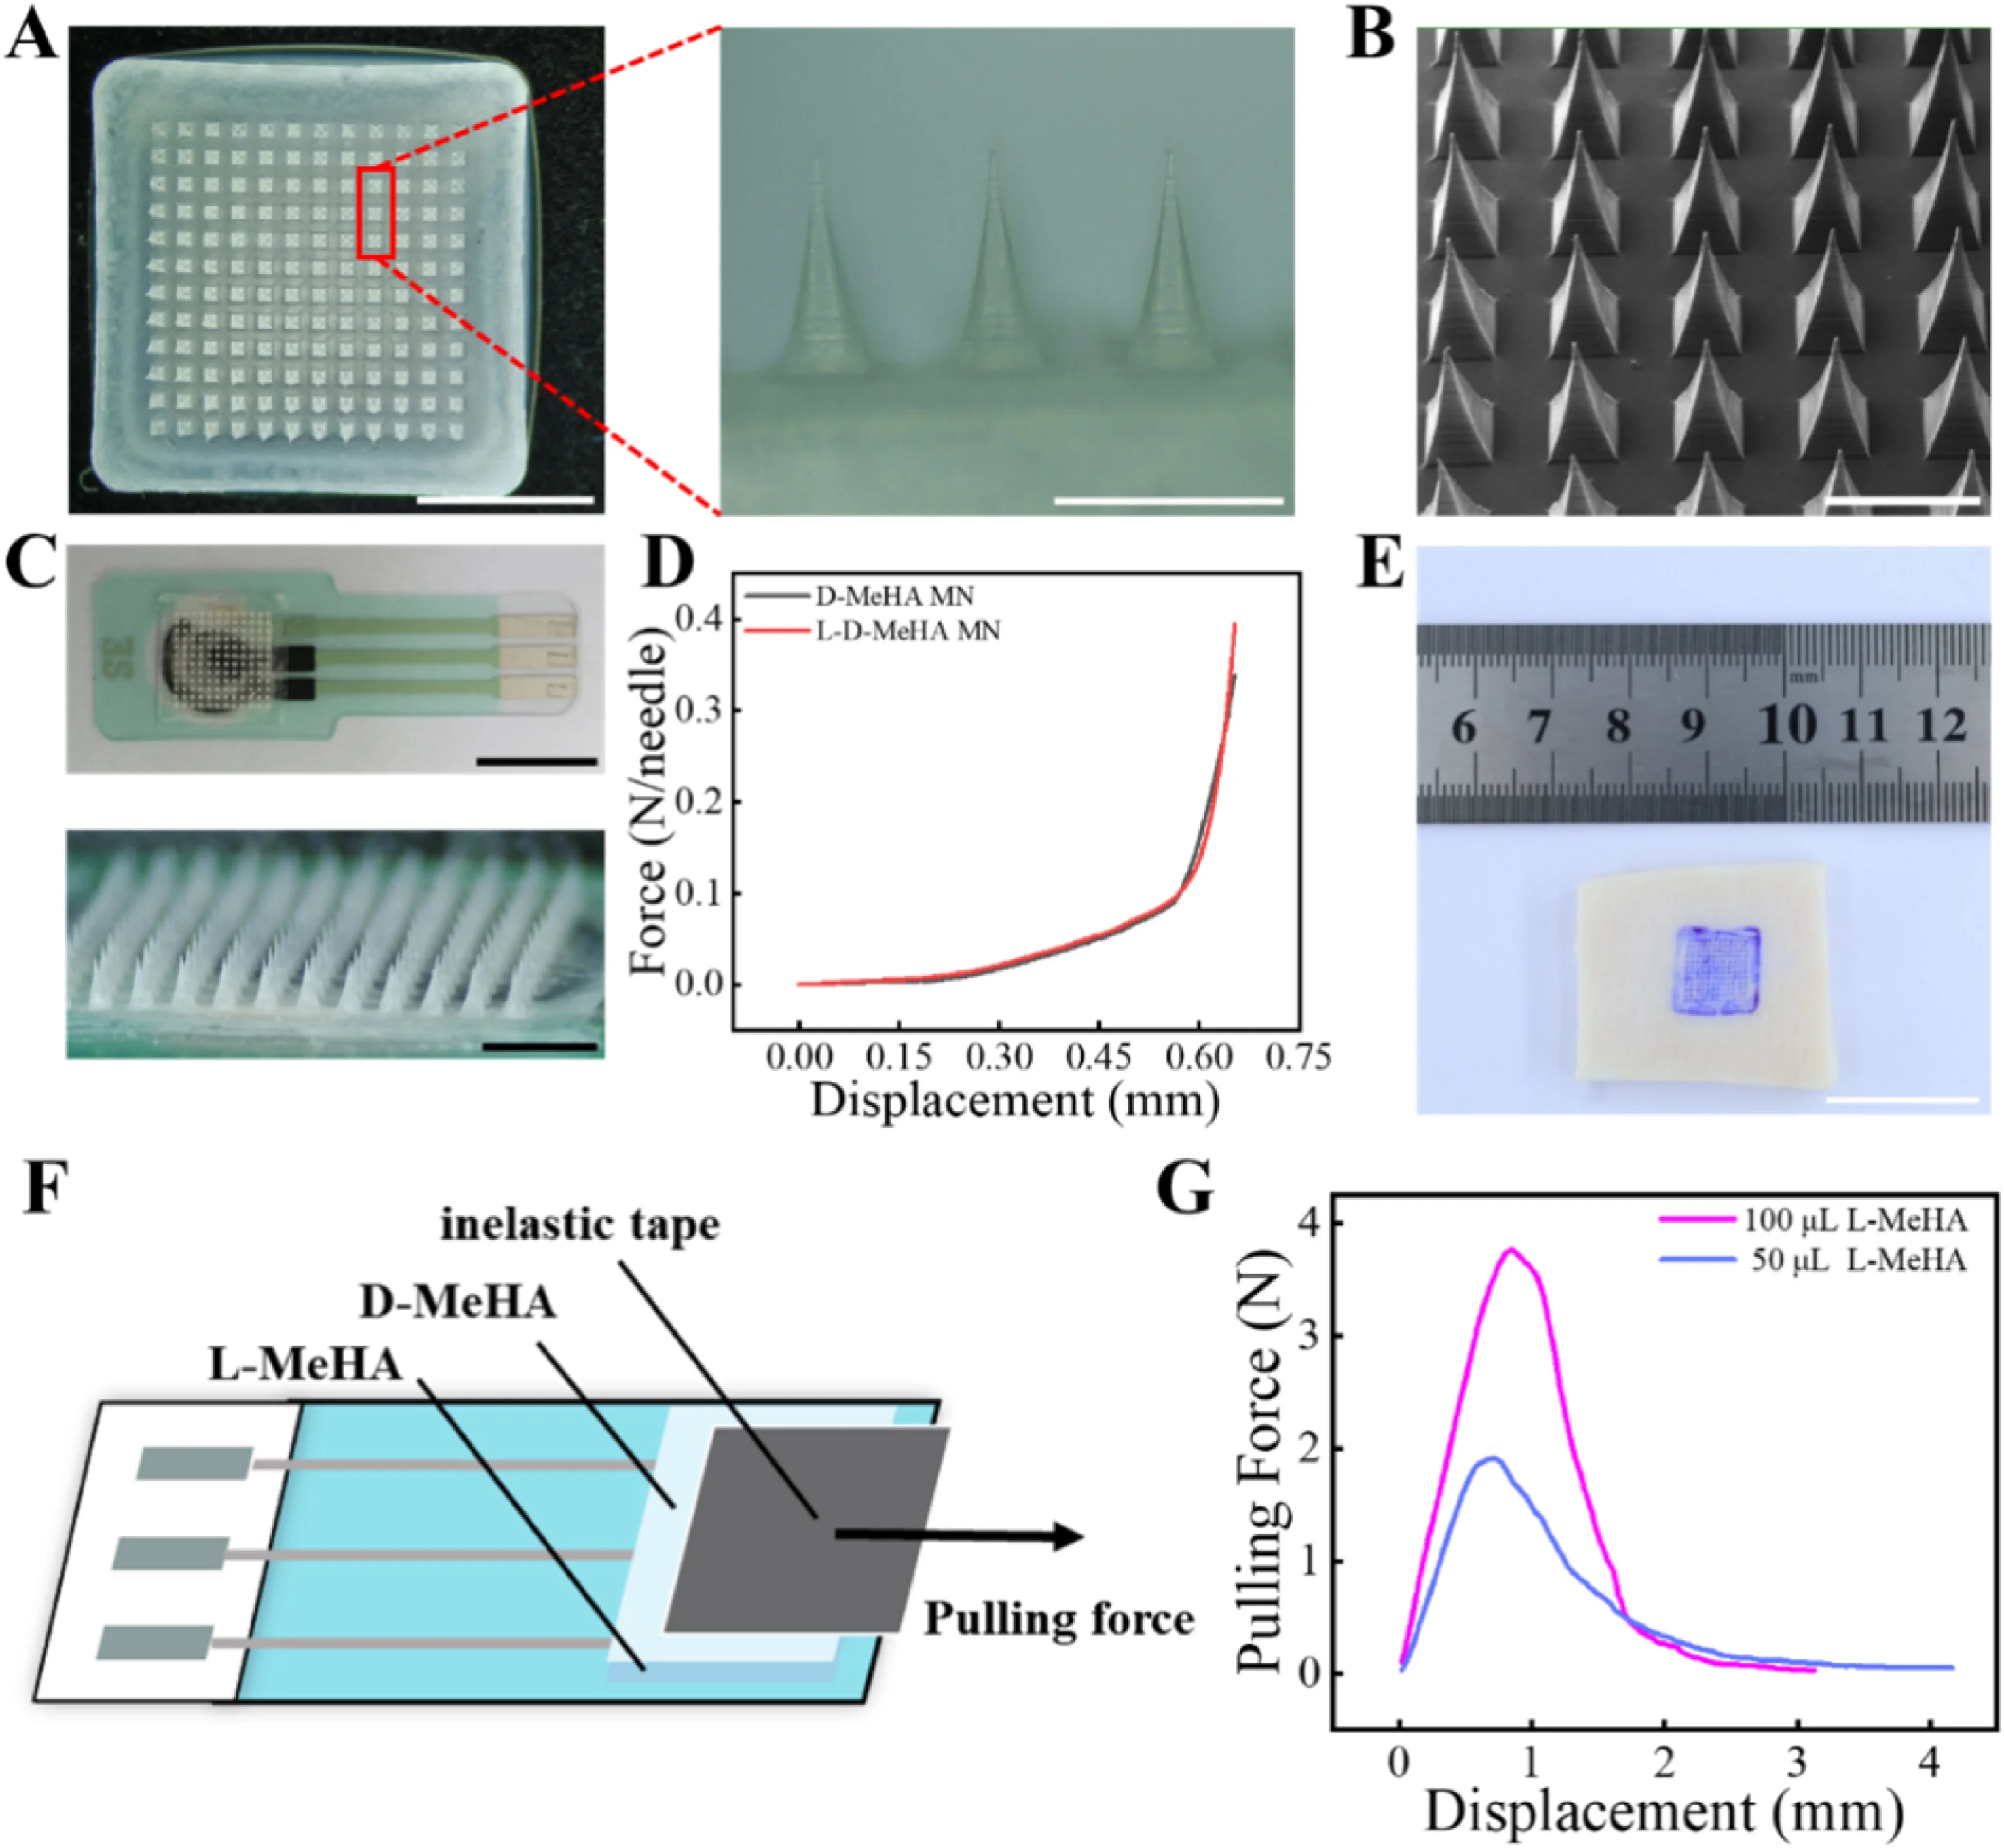 A
B
C
SE
D
D-MeHA MN
L-D-MeHA MN
Force (N/needle)
0.4
0.3
0.2
0.1
0.0
0.00 0.15 0.30 0.45 0.60 0.75
Displacement (mm)
E
mm
6 7 8 9 10 11 12
F
inelastic tape
D-MeHA
L-MeHA
Pulling force
G
100 μL L-MeHA
50 μL L-MeHA
Pulling Force (N)
4
3
2
1
0
0 1 2 3 4
Displacement (mm)